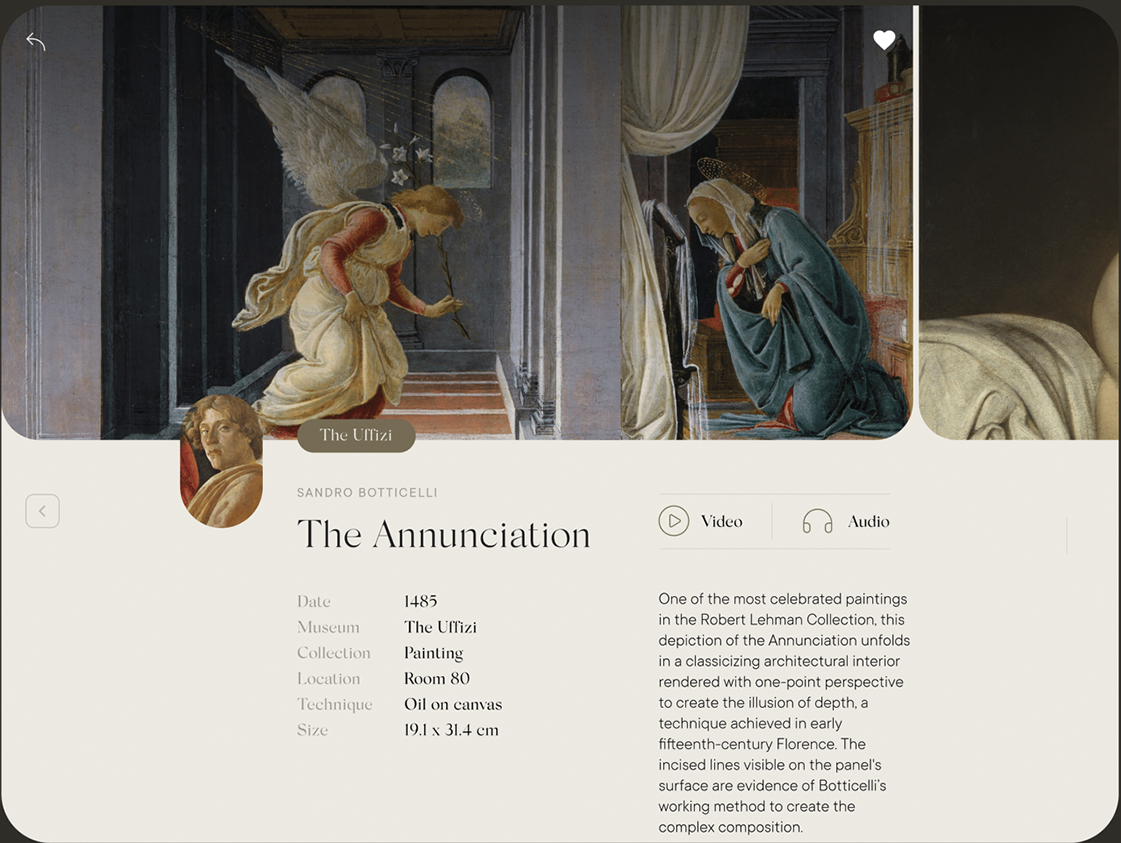 The Uffizi
SANDRO BOTTICELLI
The Annunciation
Date 1485
Museum The Uffizi
Collection Painting
Location Room 80
Technique Oil on canvas
Size 19.1 x 31.4 cm
Video Audio
One of the most celebrated paintings
in the Robert Lehman Collection, this
depiction of the Annunciation unfolds
in a classicizing architectural interior
rendered with one-point perspective
to create the illusion of depth, a
technique achieved in early
fifteenth-century Florence. The
incised lines visible on the panel's
surface are evidence of Botticelli's
working method to create the
complex composition.